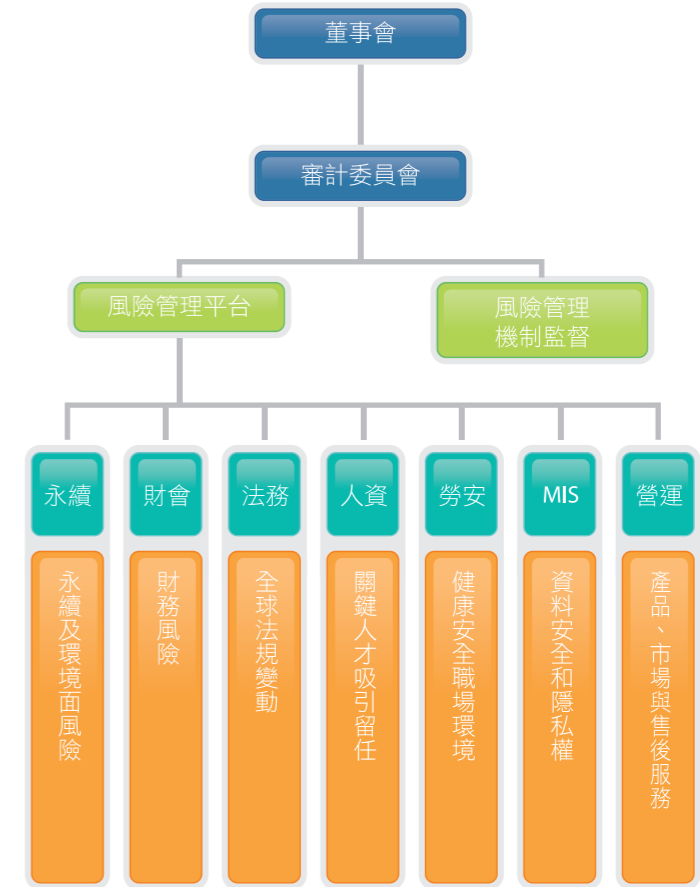 董事會
審計委員會
風險管理平台
風險管理
機制監督
永續
財會
法務
人資
勞安
MIS
營運
永續及環境面風險
財務風險
全球法規變動
關鍵人才吸引留任
健康安全職場環境
資料安全和隱私權
產品、市場與售後服務